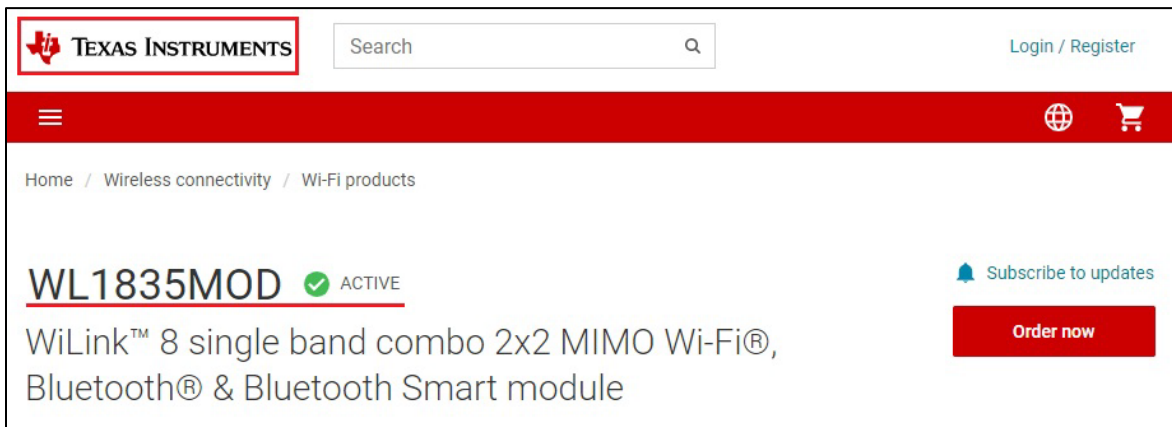 TEXAS INSTRUMENTS
Search
Login / Register
Home / Wireless connectivity / Wi-Fi products
WL1835MOD ACTIVE
Subscribe to updates
WiLink™ 8 single band combo 2x2 MIMO Wi-Fi®,
Order now
Bluetooth® & Bluetooth Smart module